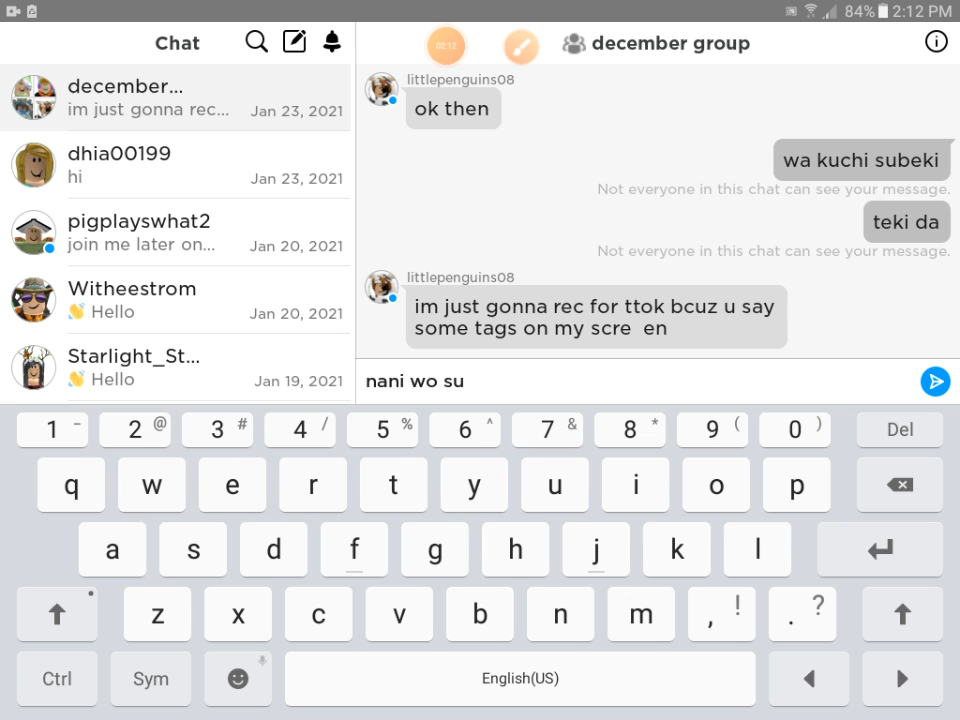 84% 2:12 PM
Chat
02:12
december group
december...
im just gonna rec... Jan 23, 2021
dhia00199
hi Jan 23, 2021
pigplayswhat2
join me later on... Jan 20, 2021
Witheestrom
👋 Hello Jan 20, 2021
Starlight_St...
👋 Hello Jan 19, 2021
littlepenguins08
ok then
wa kuchi subeki
Not everyone in this chat can see your message.
teki da
Not everyone in this chat can see your message.
littlepenguins08
im just gonna rec for ttok bcuz u say
some tags on my scre en
nani wo su
1 - 2 @ 3 # 4 / 5 % 6 ^ 7 & 8 * 9 ( 0 ) Del
q w e r t y u i o p
a s d f g h j k l
z x c v b n m , ! . ?
Ctrl Sym English(US)